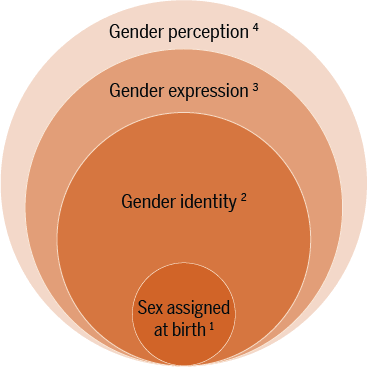 Gender perception ⁴
Gender expression ³
Gender identity ²
Sex assigned
at birth ¹